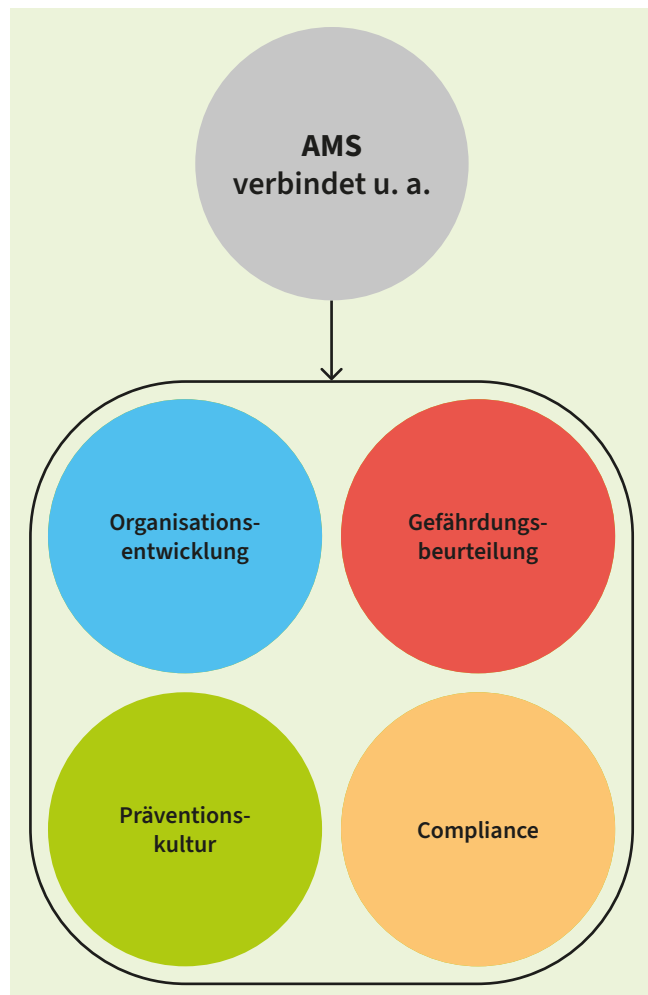 AMS
verbindet u. a.
Organisations-
entwicklung
Gefährdungs-
beurteilung
Präventions-
kultur
Compliance